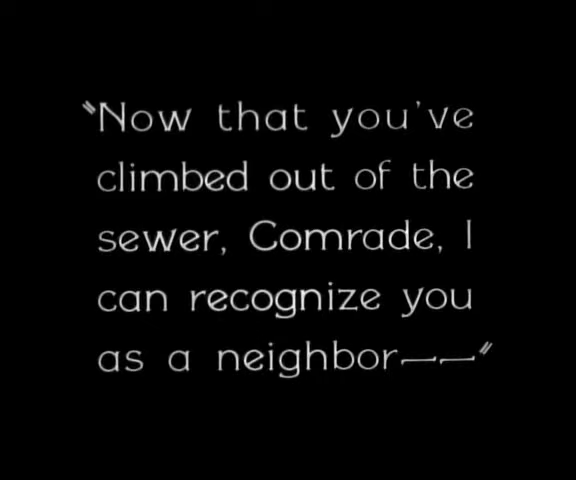 "Now that you've
climbed out of the
sewer, Comrade, I
can recognize you
as a neighbor——"